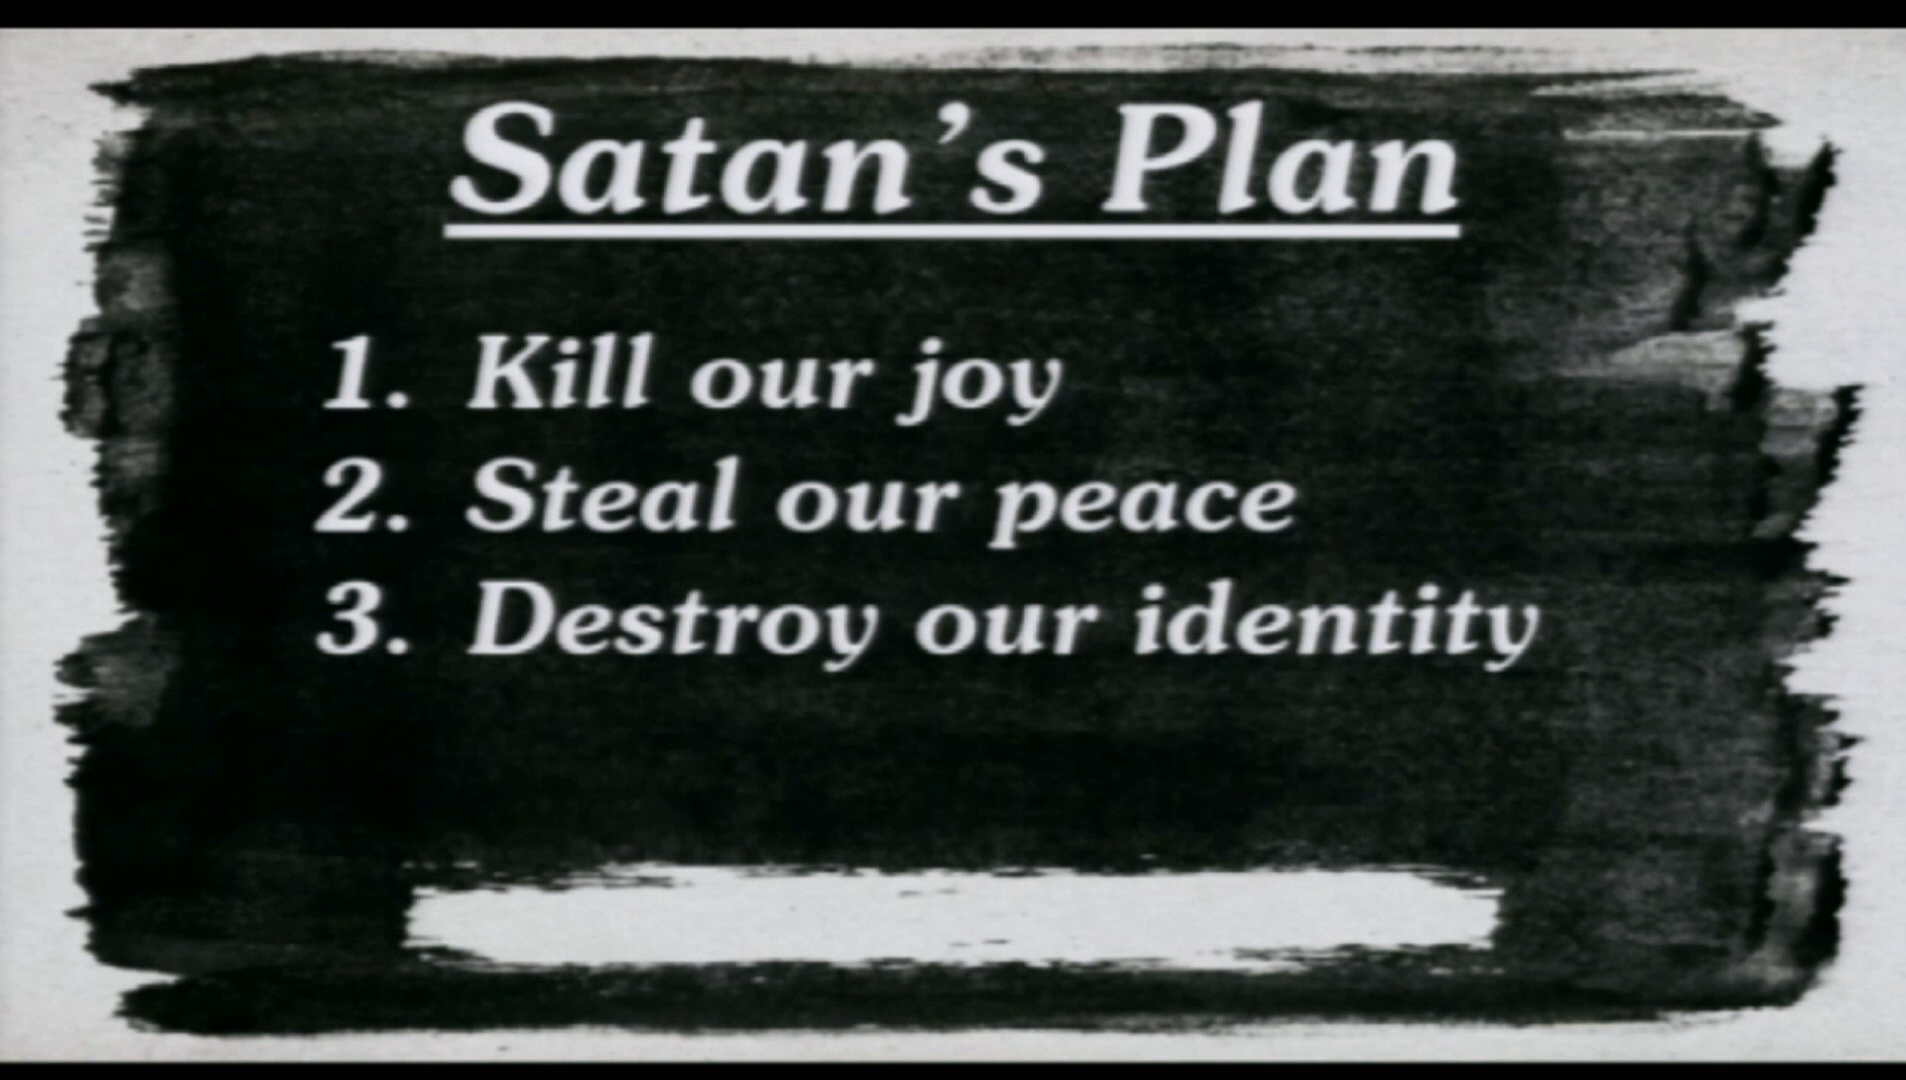 Satan’s Plan
1. Kill our joy
2. Steal our peace
3. Destroy our identity